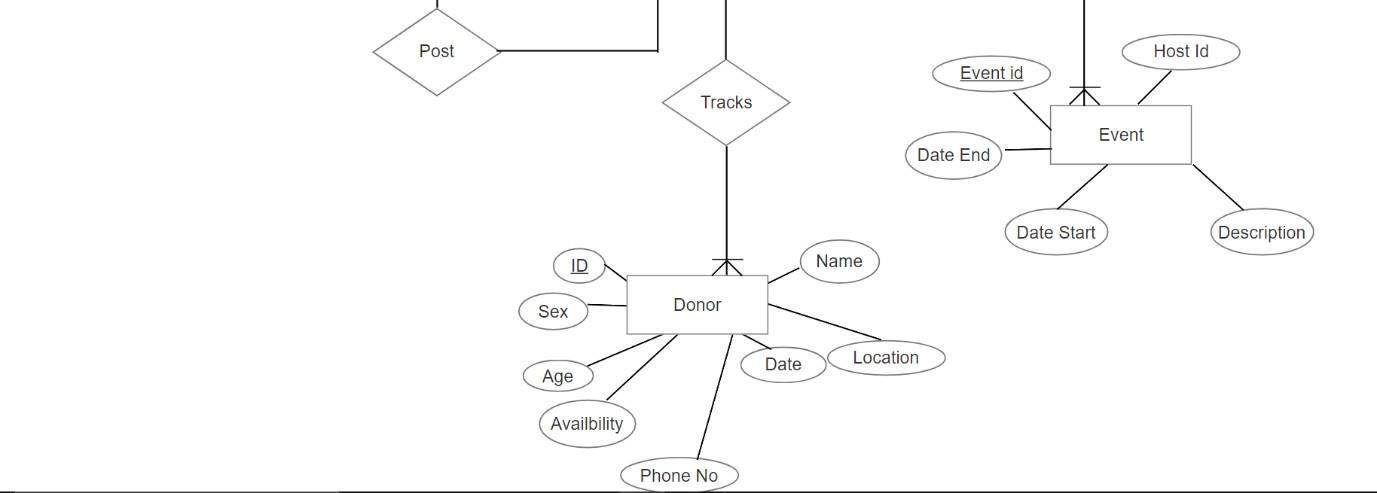 Post
Host Id
Event id
Tracks
Event
Date End
Date Start
Description
Name
ID
Donor
Sex
Location
Date
Age
Availbility
Phone No